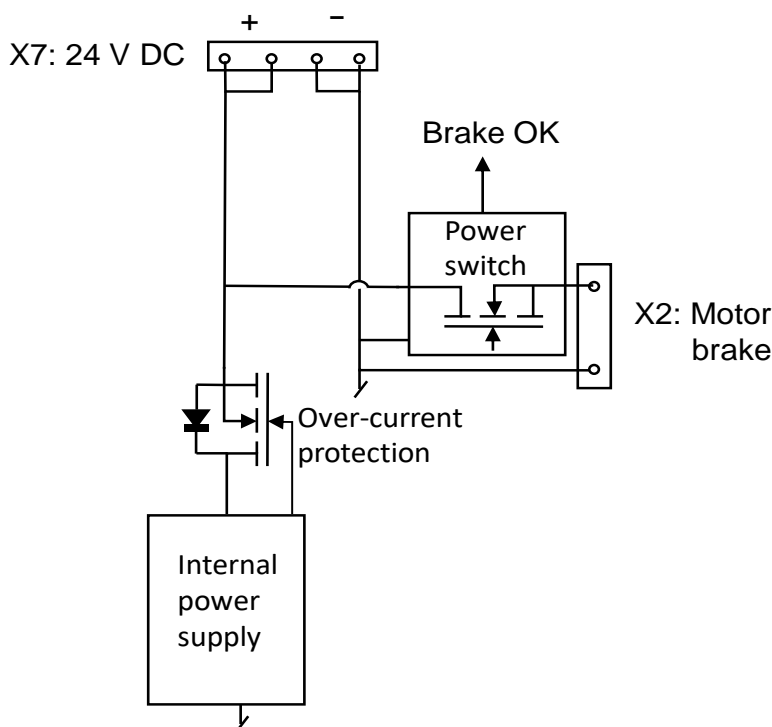 + −
X7: 24 V DC
Brake OK
Power
switch
X2: Motor
brake
Over-current
protection
Internal
power
supply